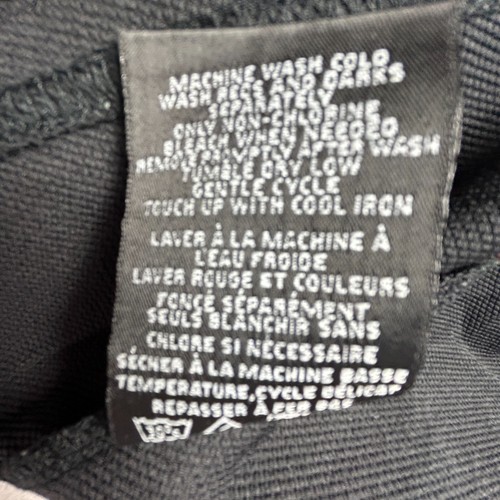 MACHINE WASH COLD
WASH REDS AND DARKS
SEPARATELY
ONLY NON-CHLORINE
BLEACH WHEN NEEDED
REMOVE PROMPTLY AFTER WASH
TUMBLE DRY LOW
GENTLE CYCLE
TOUCH UP WITH COOL IRON
LAVER À LA MACHINE À
L'EAU FROIDE
LAVER ROUGE ET COULEURS
FONCÉ SÉPARÉMENT
SEULS BLANCHIR SANS
CHLORE SI NÉCESSAIRE
SÉCHER À LA MACHINE BASSE
TEMPERATURE, CYCLE DÉLICAT
REPASSER À FER